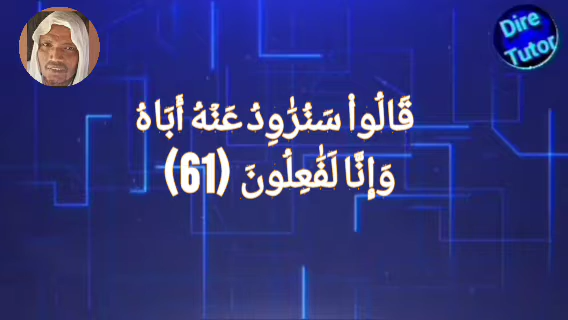 Dire
Tutor
قَالُوا۟ سَنُرَٰوِدُ عَنْهُ أَبَاهُ
وَإِنَّا لَفَٰعِلُونَ (61)